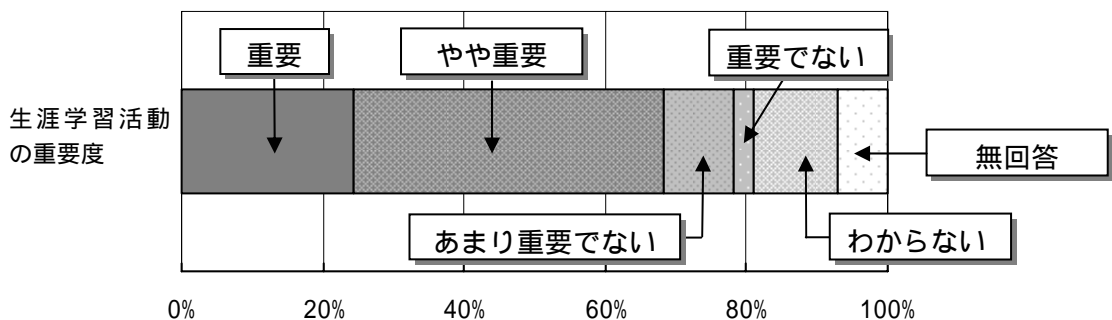 重要
やや重要
重要でない
生涯学習活動
の重要度
無回答
あまり重要でない
わからない
0% 20% 40% 60% 80% 100%